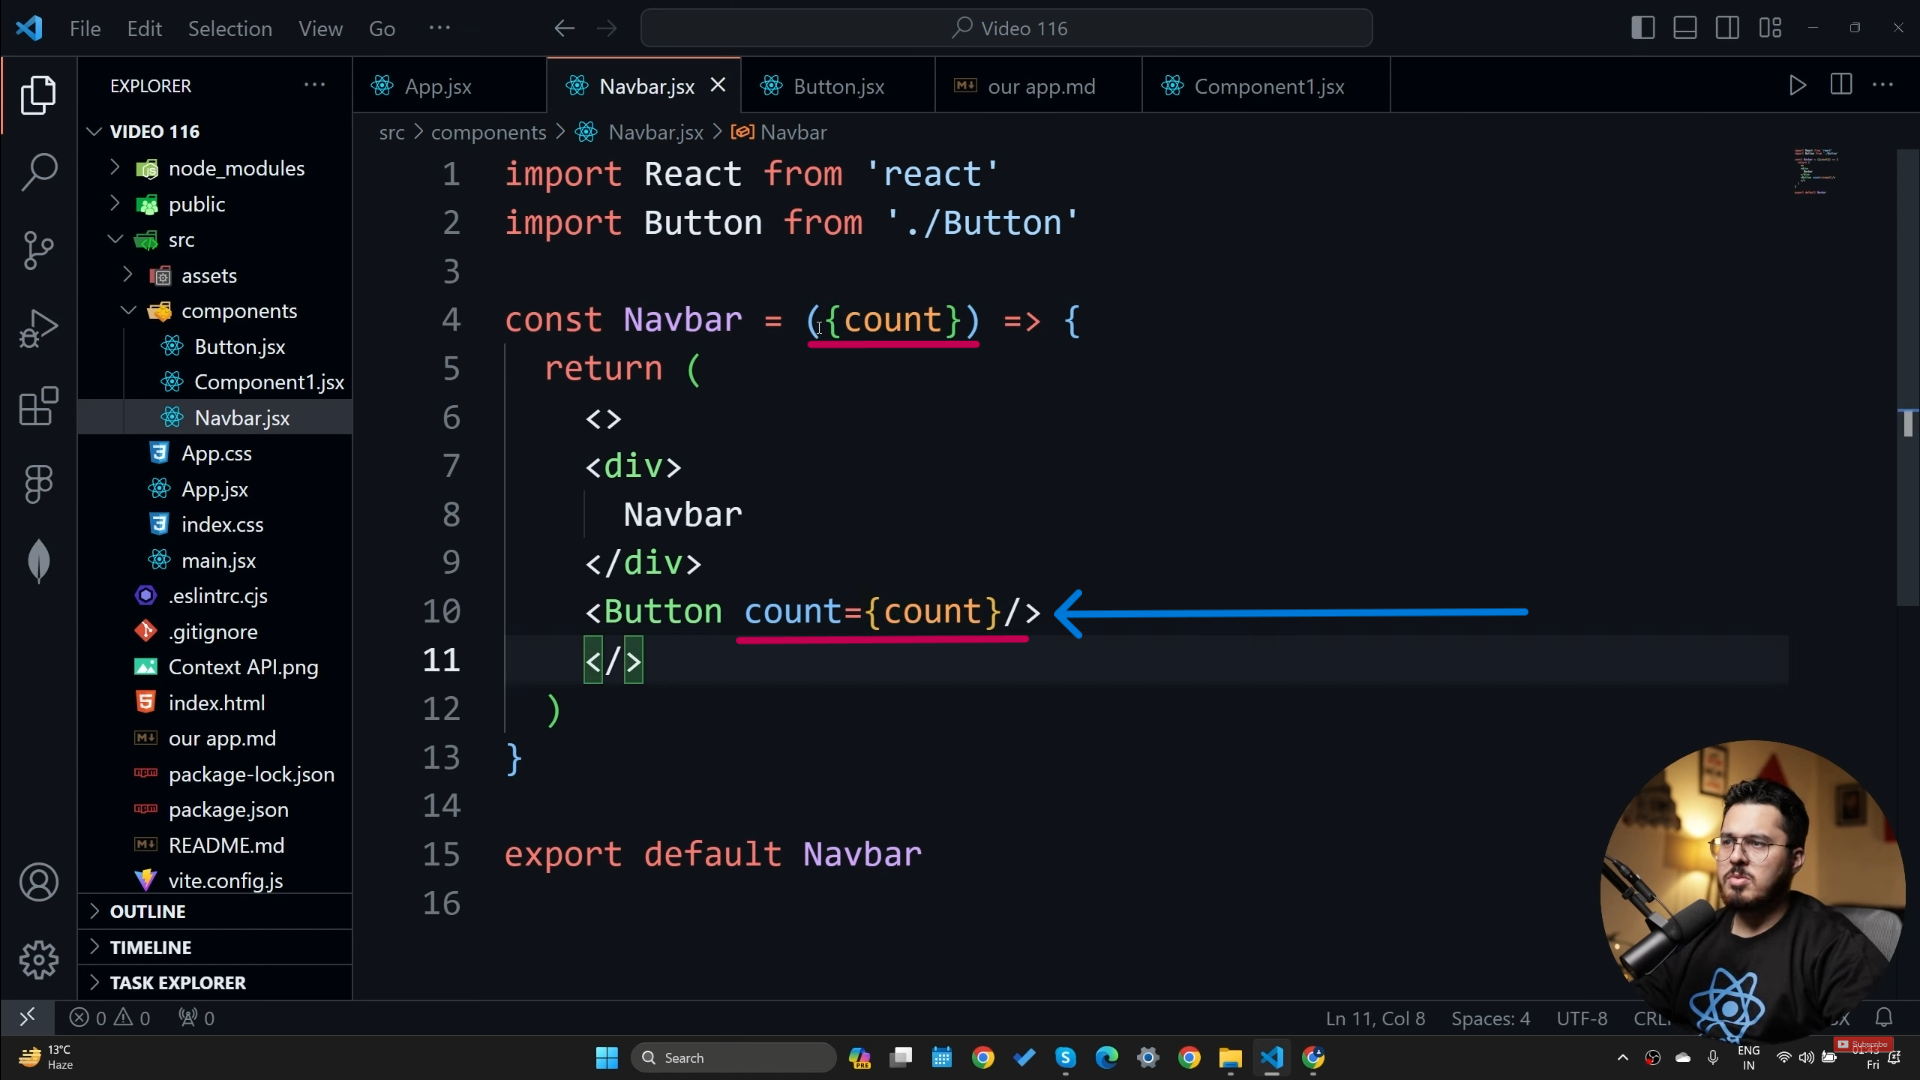 File Edit Selection View Go ··· Video 116
EXPLORER ···
App.jsx Navbar.jsx Button.jsx our app.md Component1.jsx
src > components > Navbar.jsx > Navbar
VIDEO 116
node_modules
public
src
assets
components
Button.jsx
Component1.jsx
Navbar.jsx
App.css
App.jsx
index.css
main.jsx
.eslintrc.cjs
.gitignore
Context API.png
index.html
our app.md
package-lock.json
package.json
README.md
vite.config.js
OUTLINE
TIMELINE
TASK EXPLORER
1 import React from 'react'
2 import Button from './Button'
3
4 const Navbar = ({count}) => {
5 return (
6 <>
7 <div>
8 Navbar
9 </div>
10 <Button count={count}/>
11 </>
12 )
13 }
14
15 export default Navbar
16
0 0 0 Ln 11, Col 8 Spaces: 4 UTF-8
13°C
Haze
Search
PRE
ENG
IN
Subscribe
Fri